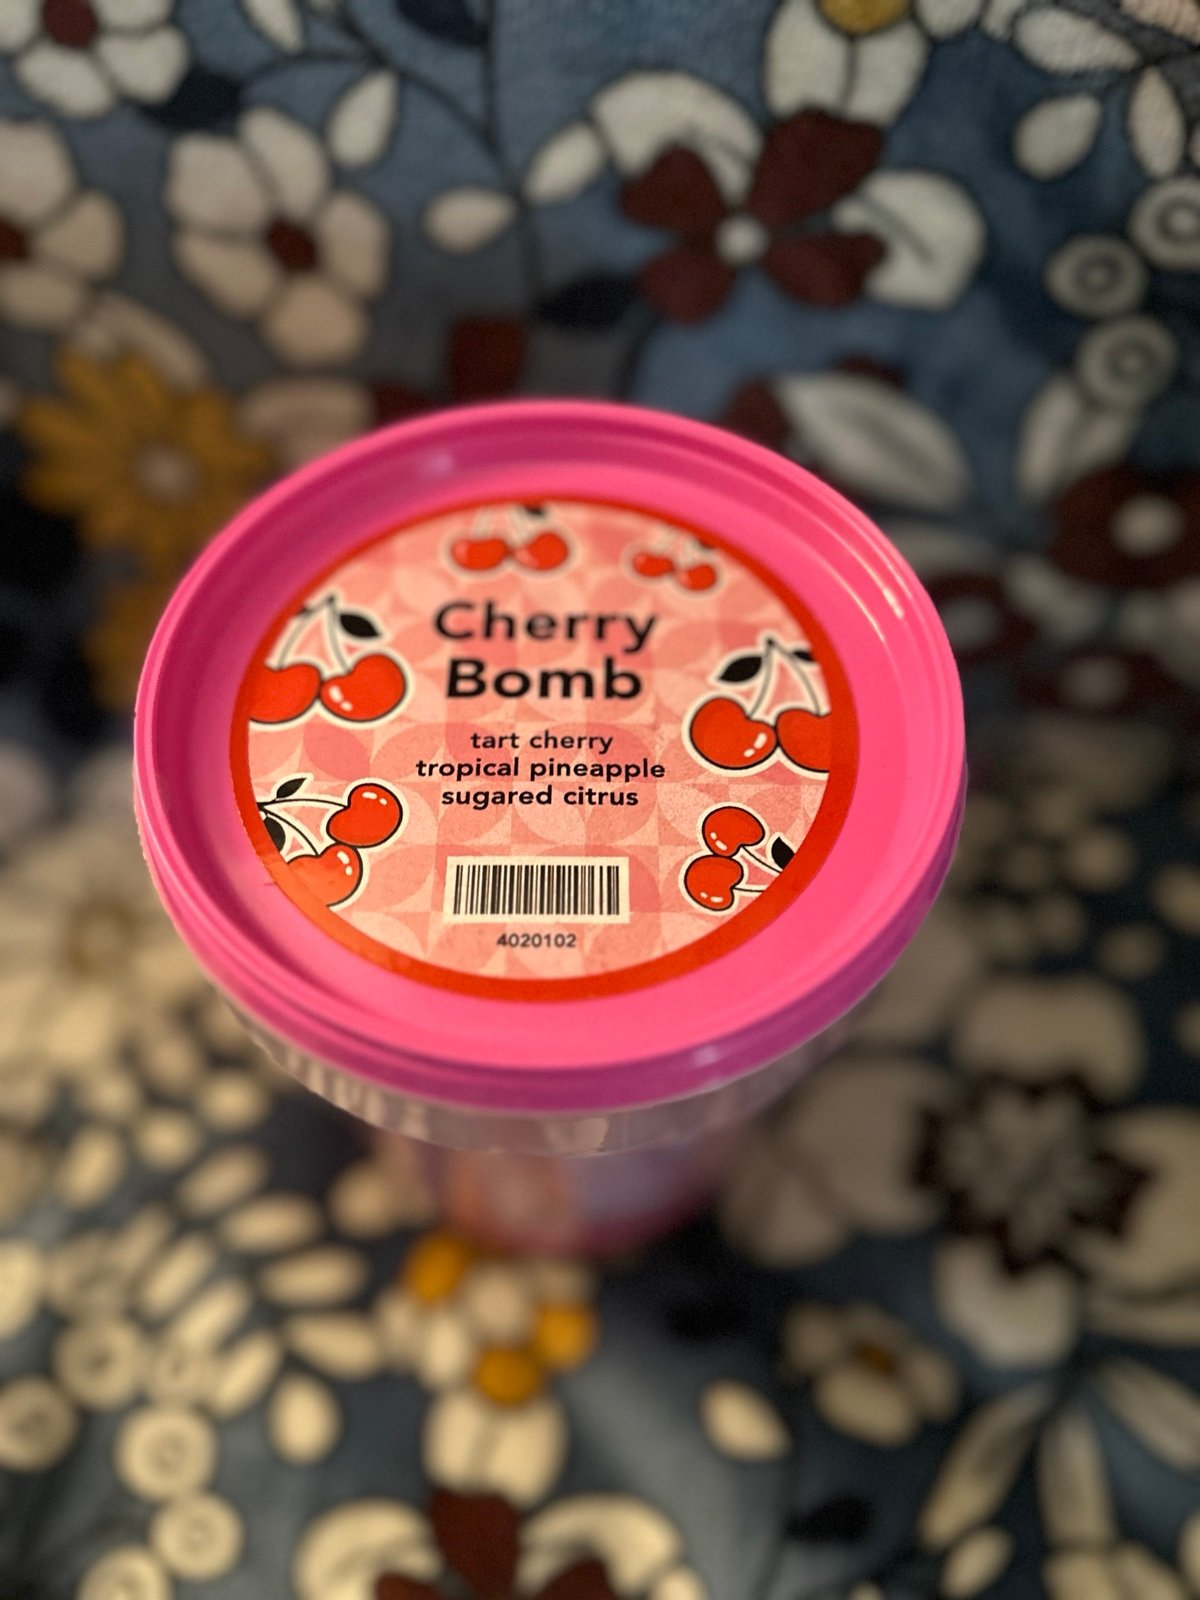 Cherry
Bomb
tart cherry
tropical pineapple
sugared citrus
4020102